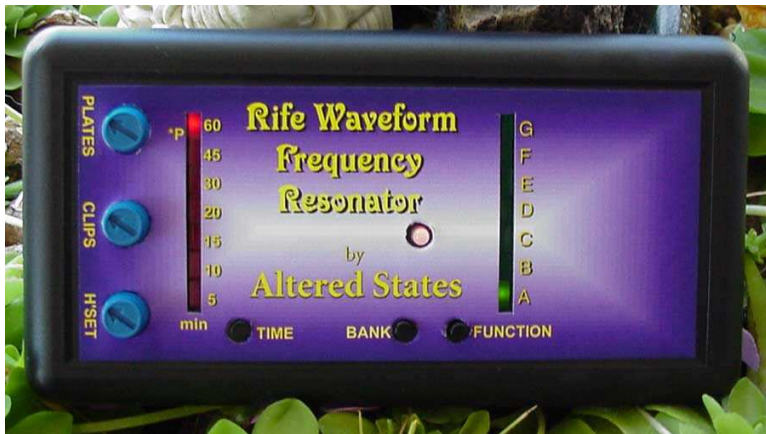 PLATES
CLIPS
H'SET
*P
60
45
30
20
15
10
5
min
TIME
Rife Waveform
Frequency
Resonator
by
Altered States
BANK
FUNCTION
G
F
E
D
C
B
A